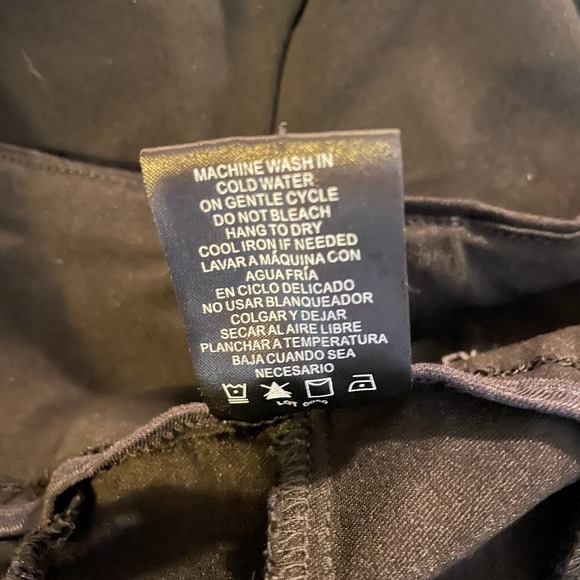 MACHINE WASH IN
COLD WATER
ON GENTLE CYCLE
DO NOT BLEACH
HANG TO DRY
COOL IRON IF NEEDED
LAVAR A MÁQUINA CON
AGUA FRÍA
EN CICLO DELICADO
NO USAR BLANQUEADOR
COLGAR Y DEJAR
SECAR AL AIRE LIBRE
PLANCHAR A TEMPERATURA
BAJA CUANDO SEA
NECESARIO
LOT